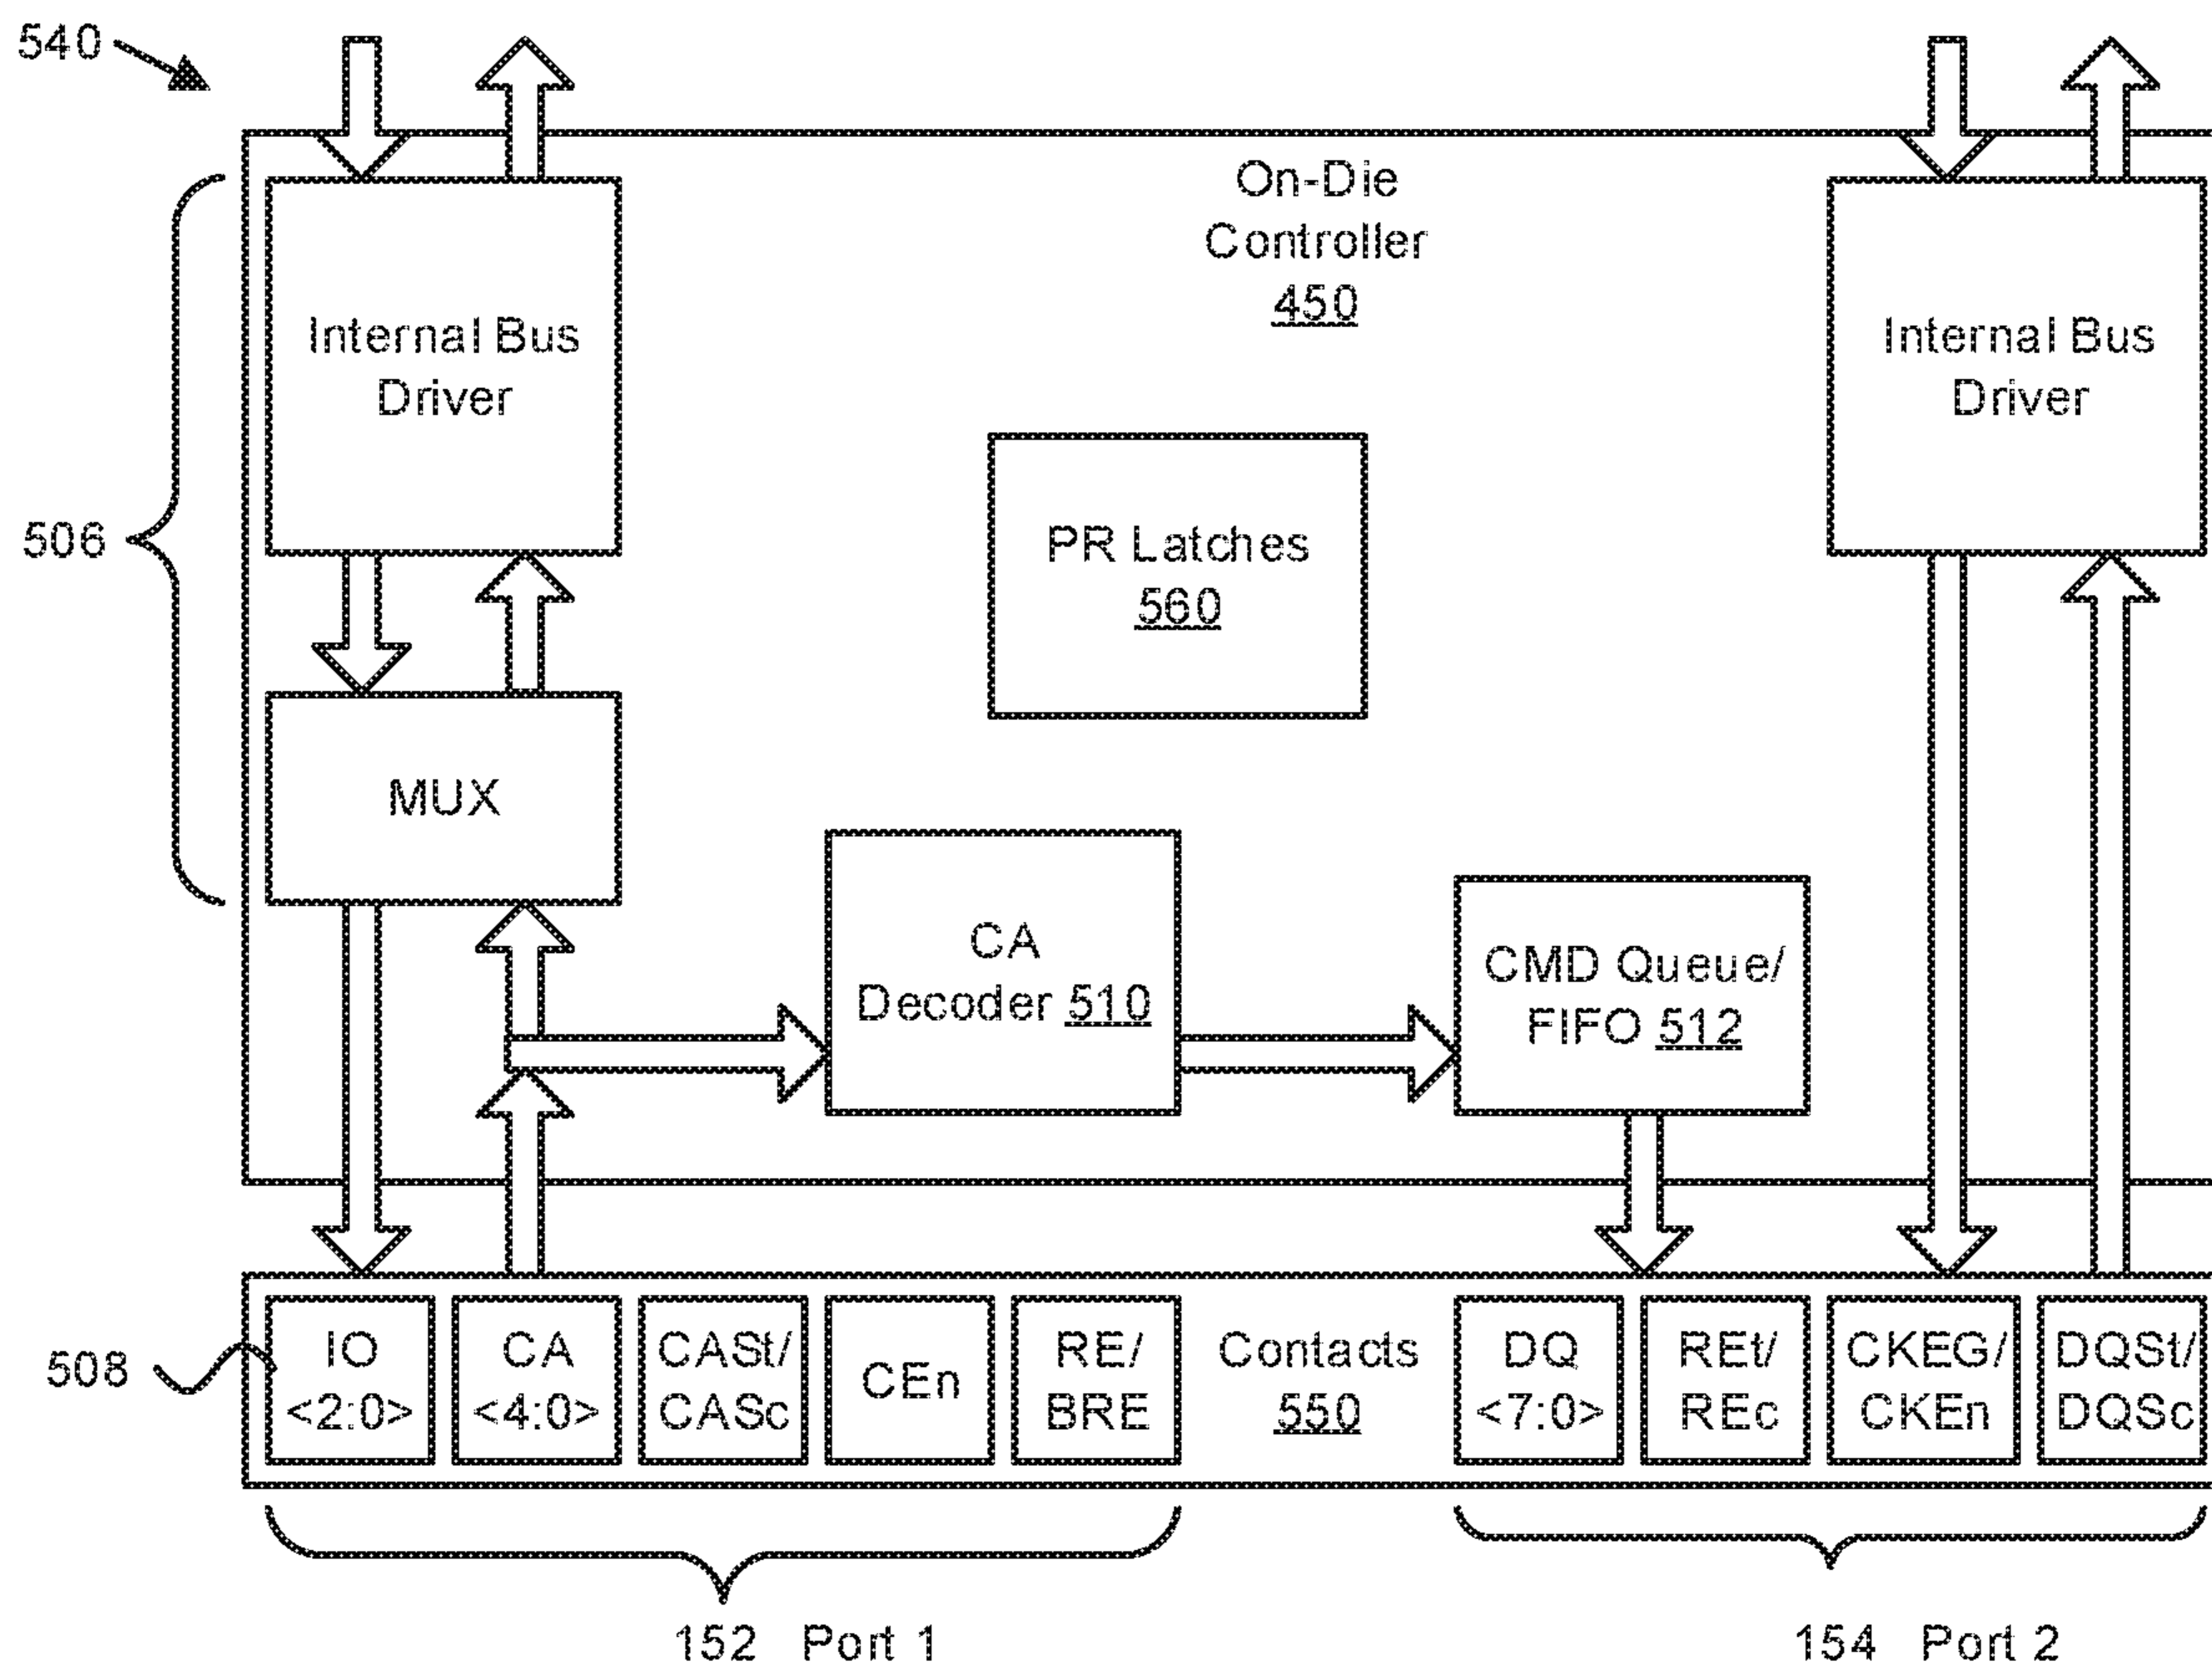 540
On-Die
Controller
450
Internal Bus
Driver
Internal Bus
Driver
506
PR Latches
560
MUX
CA
Decoder 510
CMD Queue/
FIFO 512
508
IO
<2:0>
CA
<4:0>
CASt/
CASc
CEn
RE/
BRE
Contacts
550
DQ
<7:0>
REt/
REc
CKEG/
CKEn
DQSt/
DQSc
152 Port 1
154 Port 2